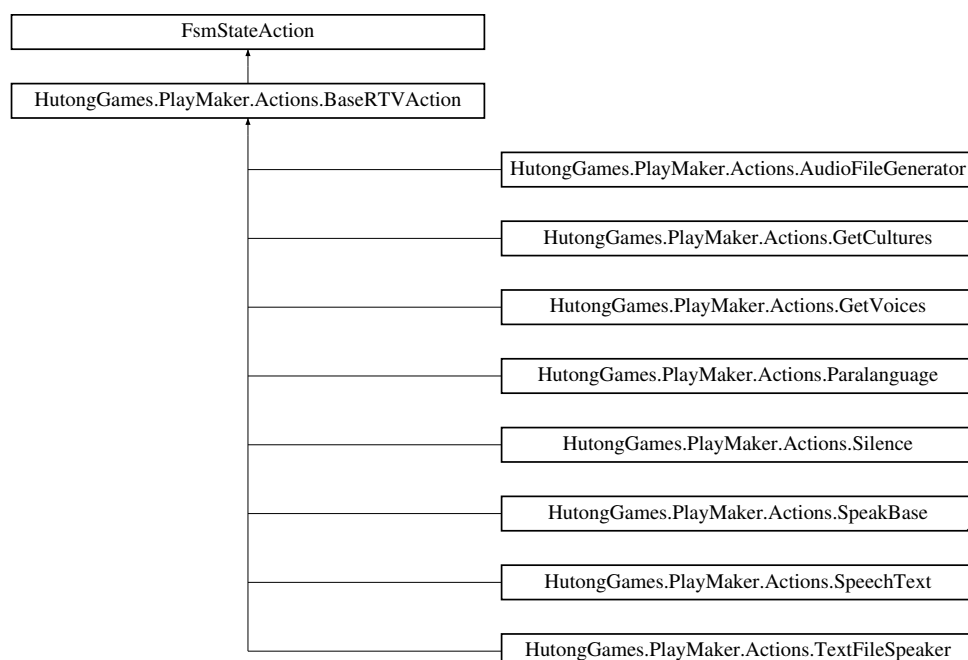 FsmStateAction
HutongGames.PlayMaker.Actions.BaseRTVAction
HutongGames.PlayMaker.Actions.AudioFileGenerator
HutongGames.PlayMaker.Actions.GetCultures
HutongGames.PlayMaker.Actions.GetVoices
HutongGames.PlayMaker.Actions.Paralanguage
HutongGames.PlayMaker.Actions.Silence
HutongGames.PlayMaker.Actions.SpeakBase
HutongGames.PlayMaker.Actions.SpeechText
HutongGames.PlayMaker.Actions.TextFileSpeaker